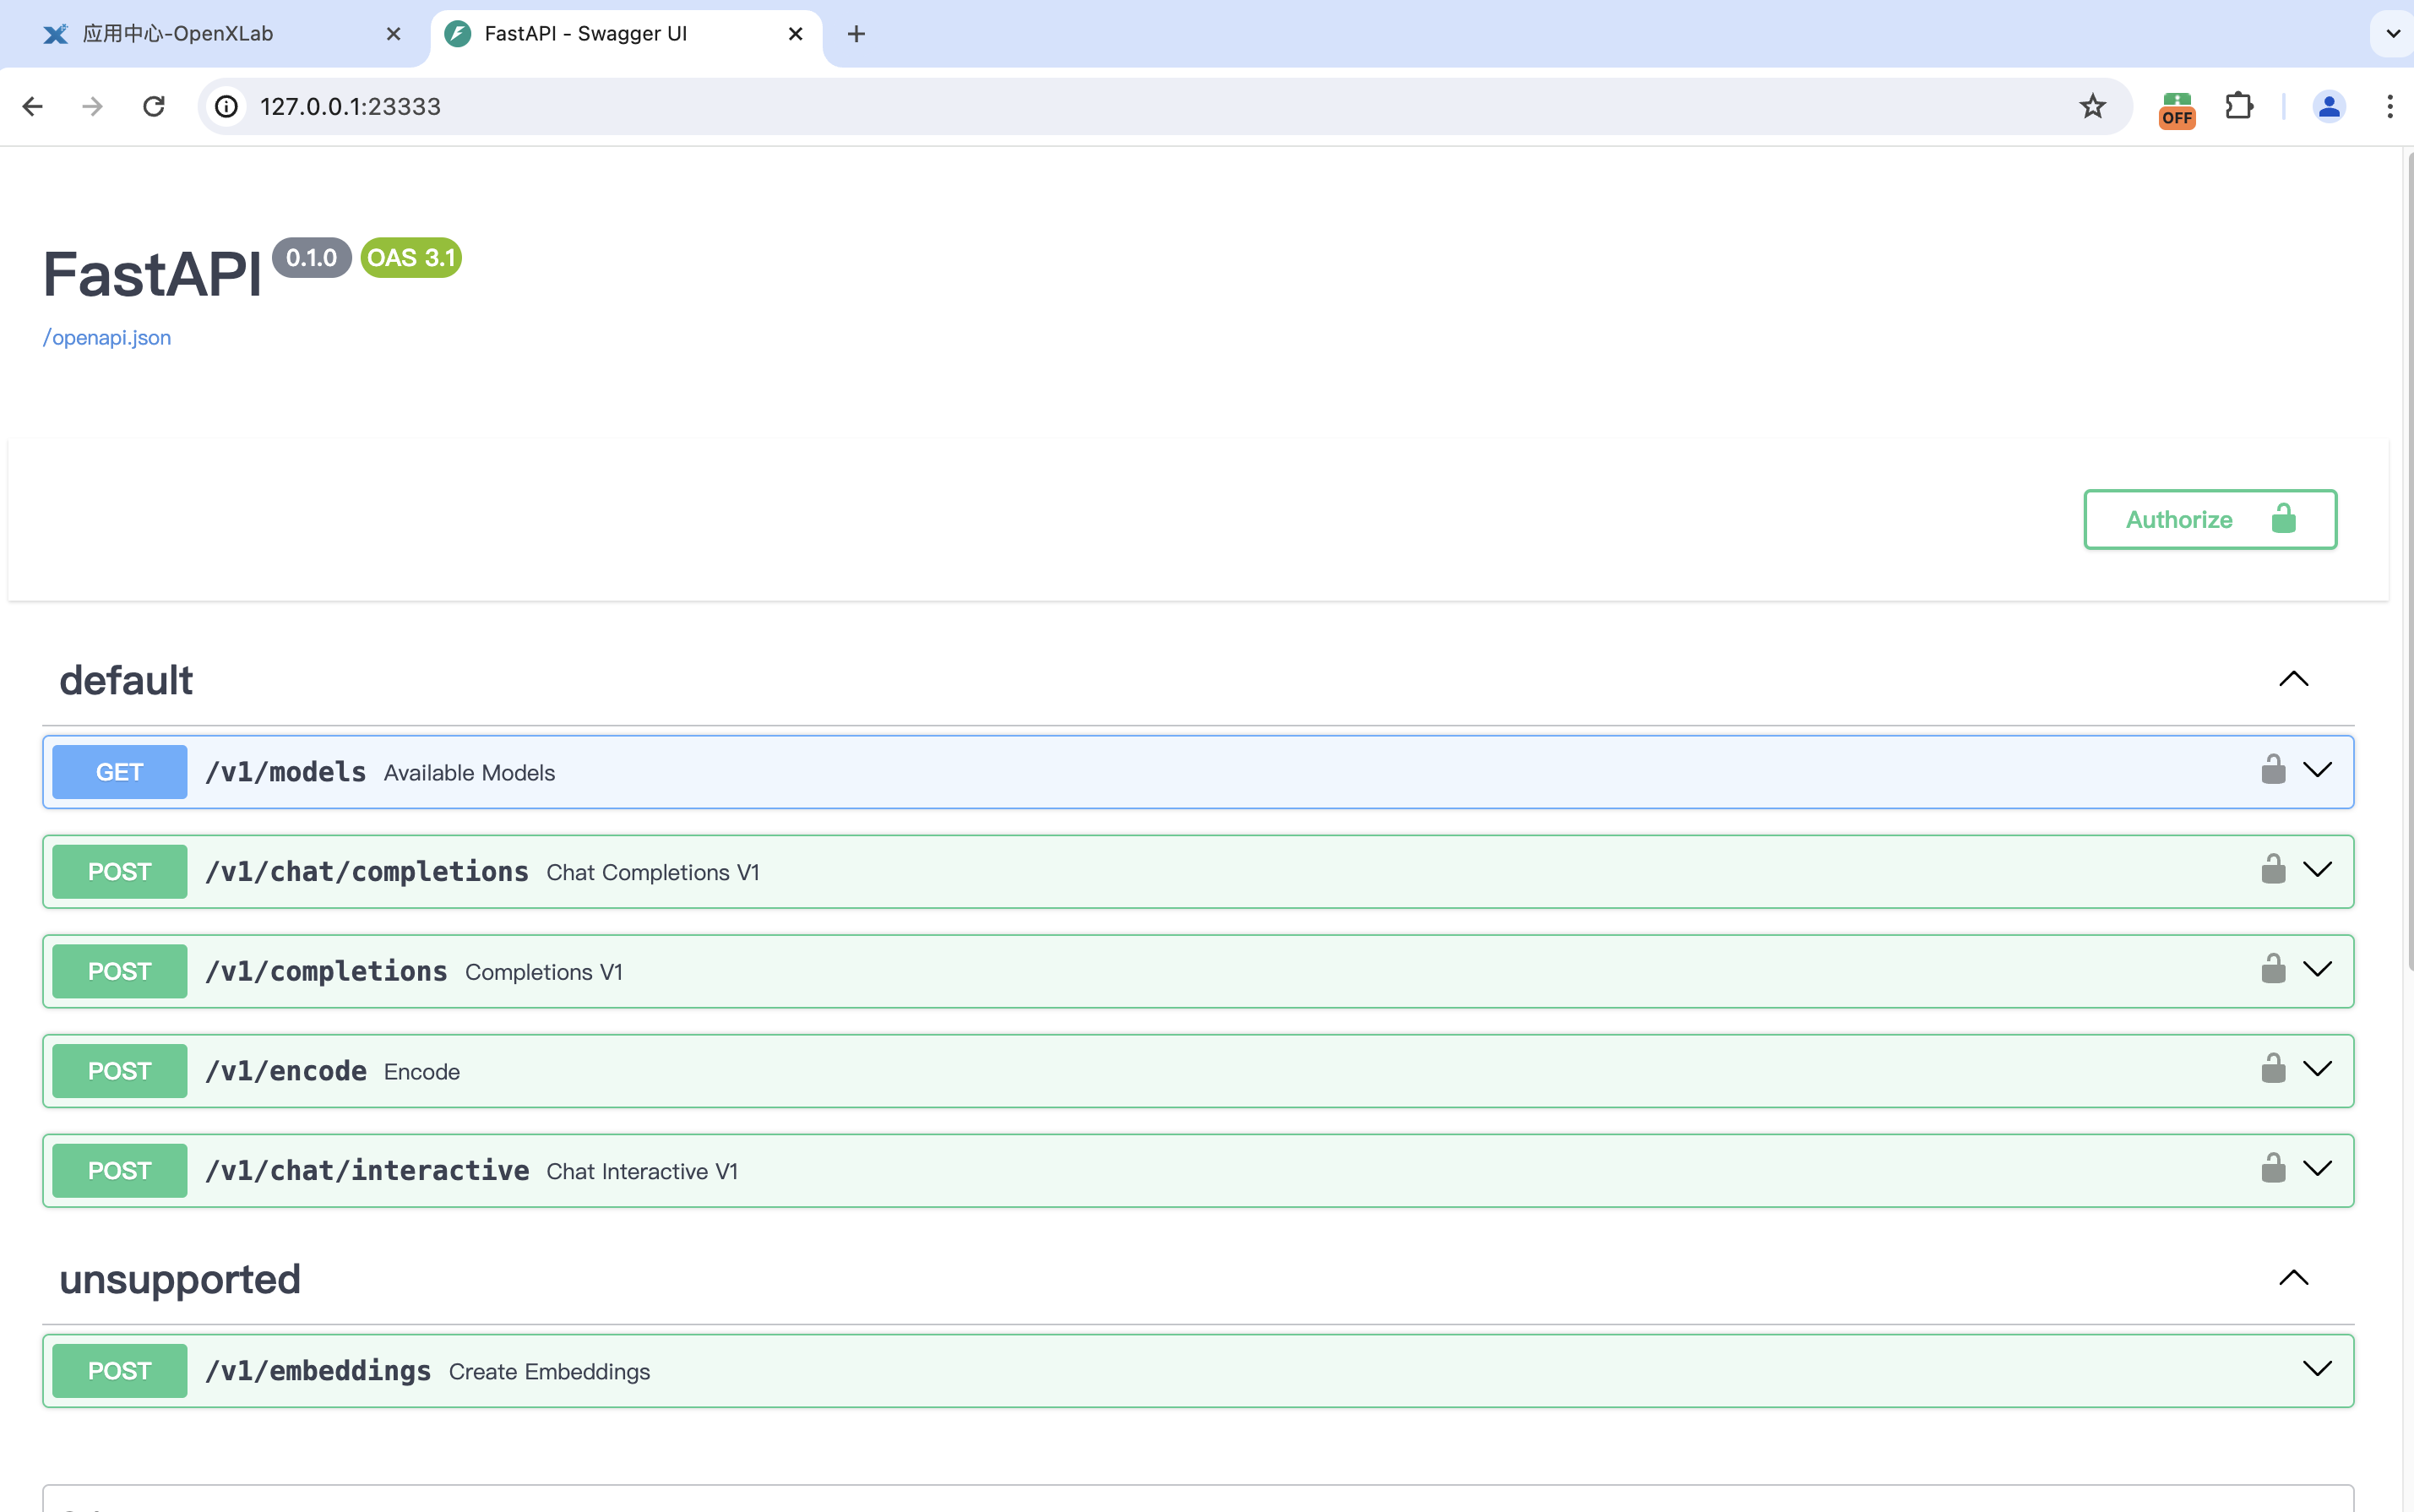 应用中心-OpenXLab
FastAPI - Swagger UI
127.0.0.1:23333
OFF
FastAPI 0.1.0 OAS 3.1
/openapi.json
Authorize
default
GET /v1/models Available Models
POST /v1/chat/completions Chat Completions V1
POST /v1/completions Completions V1
POST /v1/encode Encode
POST /v1/chat/interactive Chat Interactive V1
unsupported
POST /v1/embeddings Create Embeddings